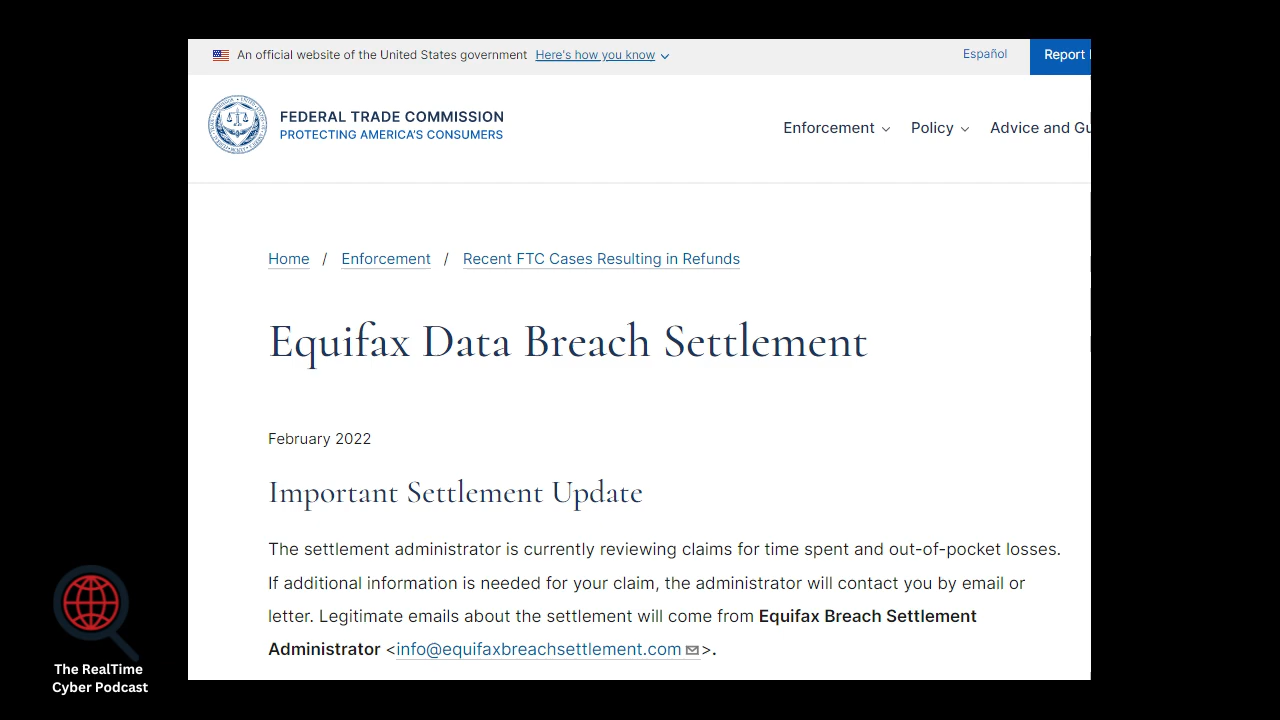 An official website of the United States government Here's how you know
Español
Report
FEDERAL TRADE COMMISSION
PROTECTING AMERICA'S CONSUMERS
Enforcement
Policy
Advice and Gu
Home / Enforcement / Recent FTC Cases Resulting in Refunds
Equifax Data Breach Settlement
February 2022
Important Settlement Update
The settlement administrator is currently reviewing claims for time spent and out-of-pocket losses.
If additional information is needed for your claim, the administrator will contact you by email or
letter. Legitimate emails about the settlement will come from Equifax Breach Settlement
Administrator <info@equifaxbreachsettlement.com>.
The RealTime
Cyber Podcast